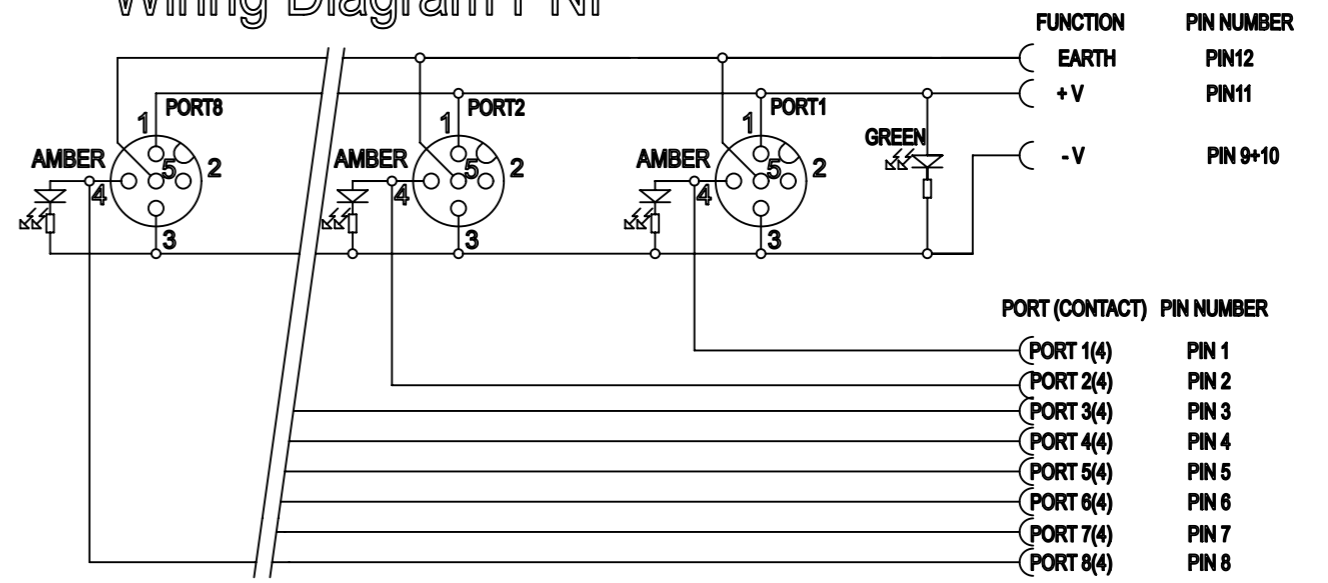 Wiring Diagram PNP
FUNCTION PIN NUMBER
EARTH PIN12
+ V PIN11
- V PIN 9+10
PORT8
1
2
3
4
5
AMBER
PORT2
1
2
3
4
5
AMBER
PORT1
1
2
3
4
5
AMBER
GREEN
PORT (CONTACT) PIN NUMBER
PORT 1(4) PIN 1
PORT 2(4) PIN 2
PORT 3(4) PIN 3
PORT 4(4) PIN 4
PORT 5(4) PIN 5
PORT 6(4) PIN 6
PORT 7(4) PIN 7
PORT 8(4) PIN 8